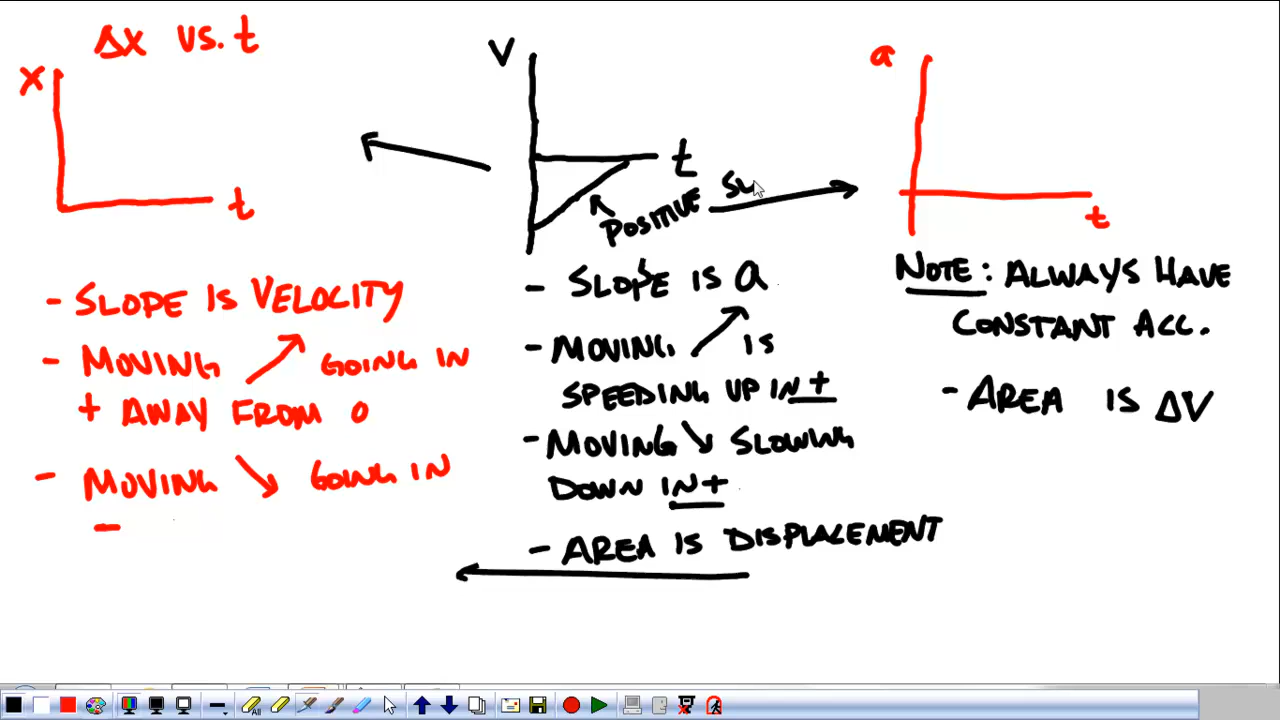 Δx vs. t
x
t
- SLOPE IS VELOCITY
- MOVING ↗ GOING IN
+ AWAY FROM 0
- MOVING ↘ GOING IN
-
V
t
POSITIVE
SL
- SLOPE IS a
- MOVING ↗ IS
SPEEDING UP IN +
- MOVING ↘ SLOWING
DOWN IN +
- AREA IS DISPLACEMENT
a
t
NOTE: ALWAYS HAVE
CONSTANT ACC.
- AREA IS ΔV
All